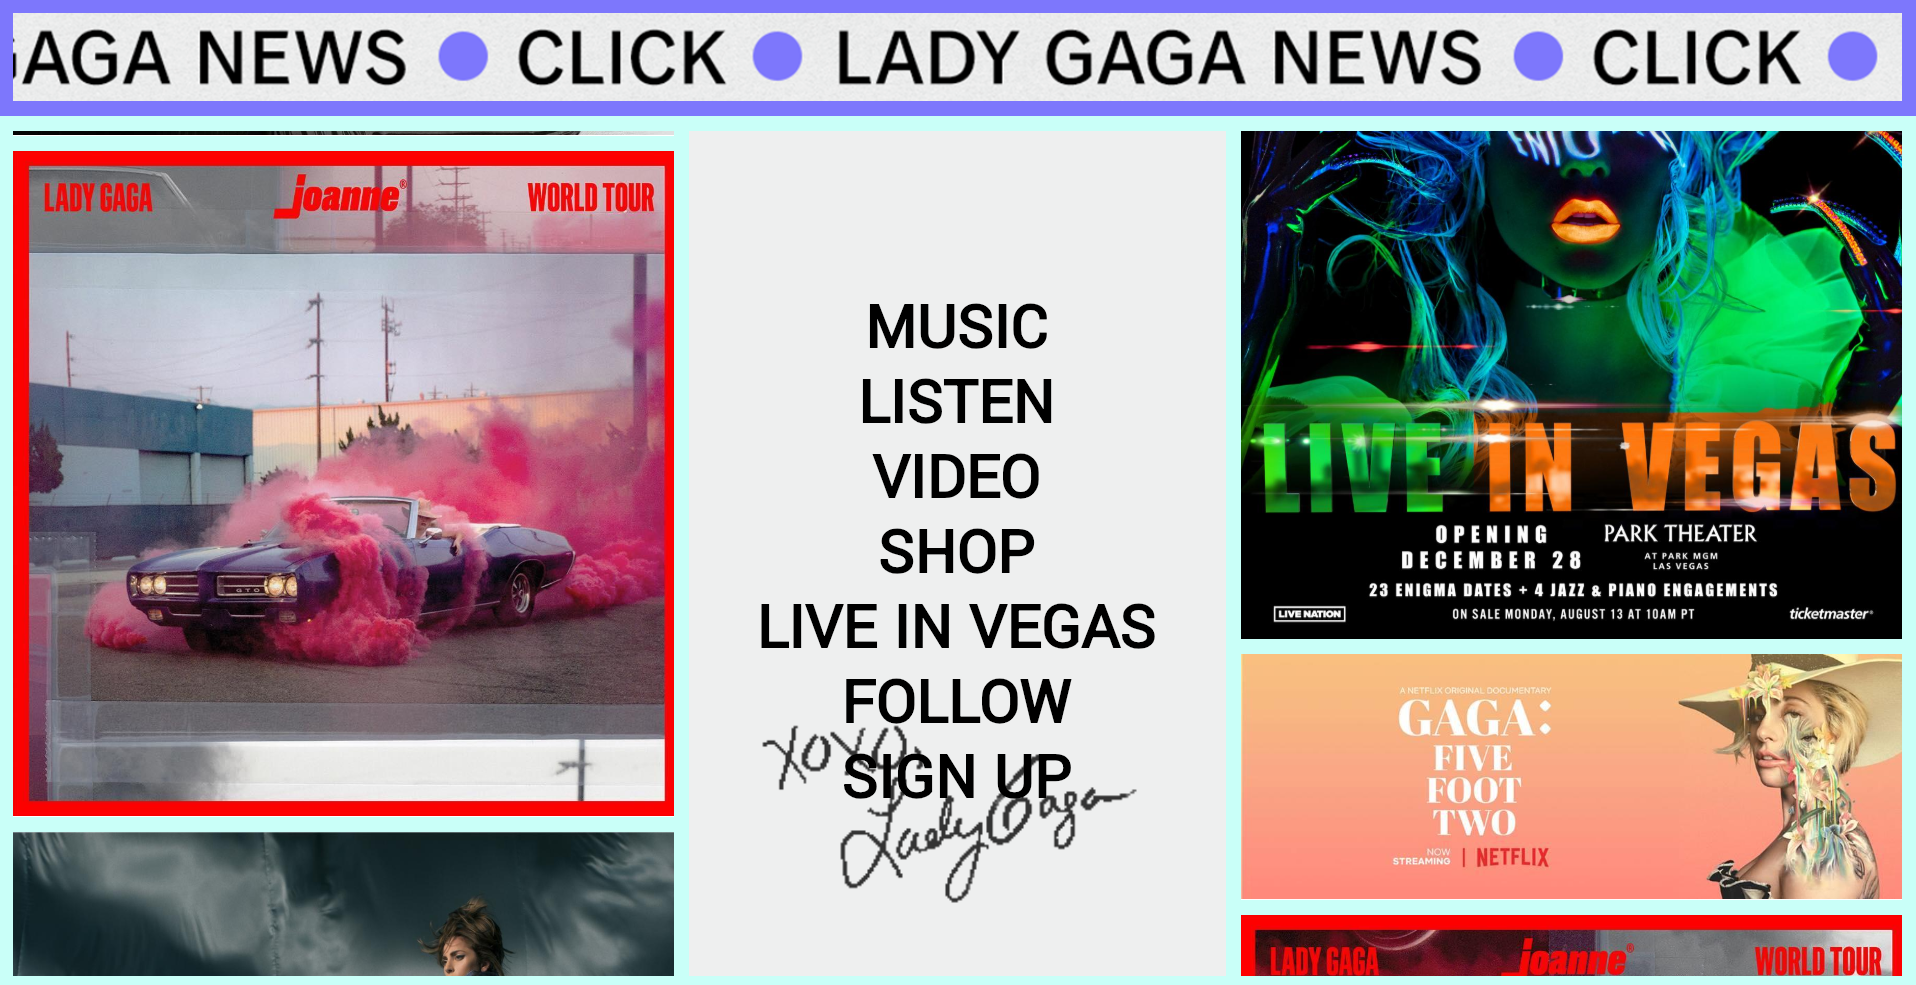 GAGA NEWS ● CLICK ● LADY GAGA NEWS ● CLICK ●
LADY GAGA joanne® WORLD TOUR
GTO
MUSIC
LISTEN
VIDEO
SHOP
LIVE IN VEGAS
FOLLOW
SIGN UP
XOXO,
Lady Gaga
LIVE IN VEGAS
OPENING
DECEMBER 28
PARK THEATER
AT PARK MGM
LAS VEGAS
23 ENIGMA DATES + 4 JAZZ & PIANO ENGAGEMENTS
LIVE NATION
ON SALE MONDAY, AUGUST 13 AT 10AM PT
ticketmaster®
A NETFLIX ORIGINAL DOCUMENTARY
GAGA:
FIVE
FOOT
TWO
NOW
STREAMING | NETFLIX
LADY GAGA joanne® WORLD TOUR